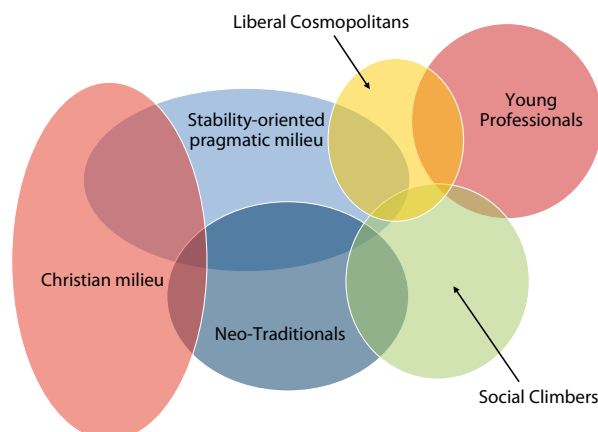 Liberal Cosmopolitans
Young
Professionals
Stability-oriented
pragmatic milieu
Christian milieu
Neo-Traditionals
Social Climbers